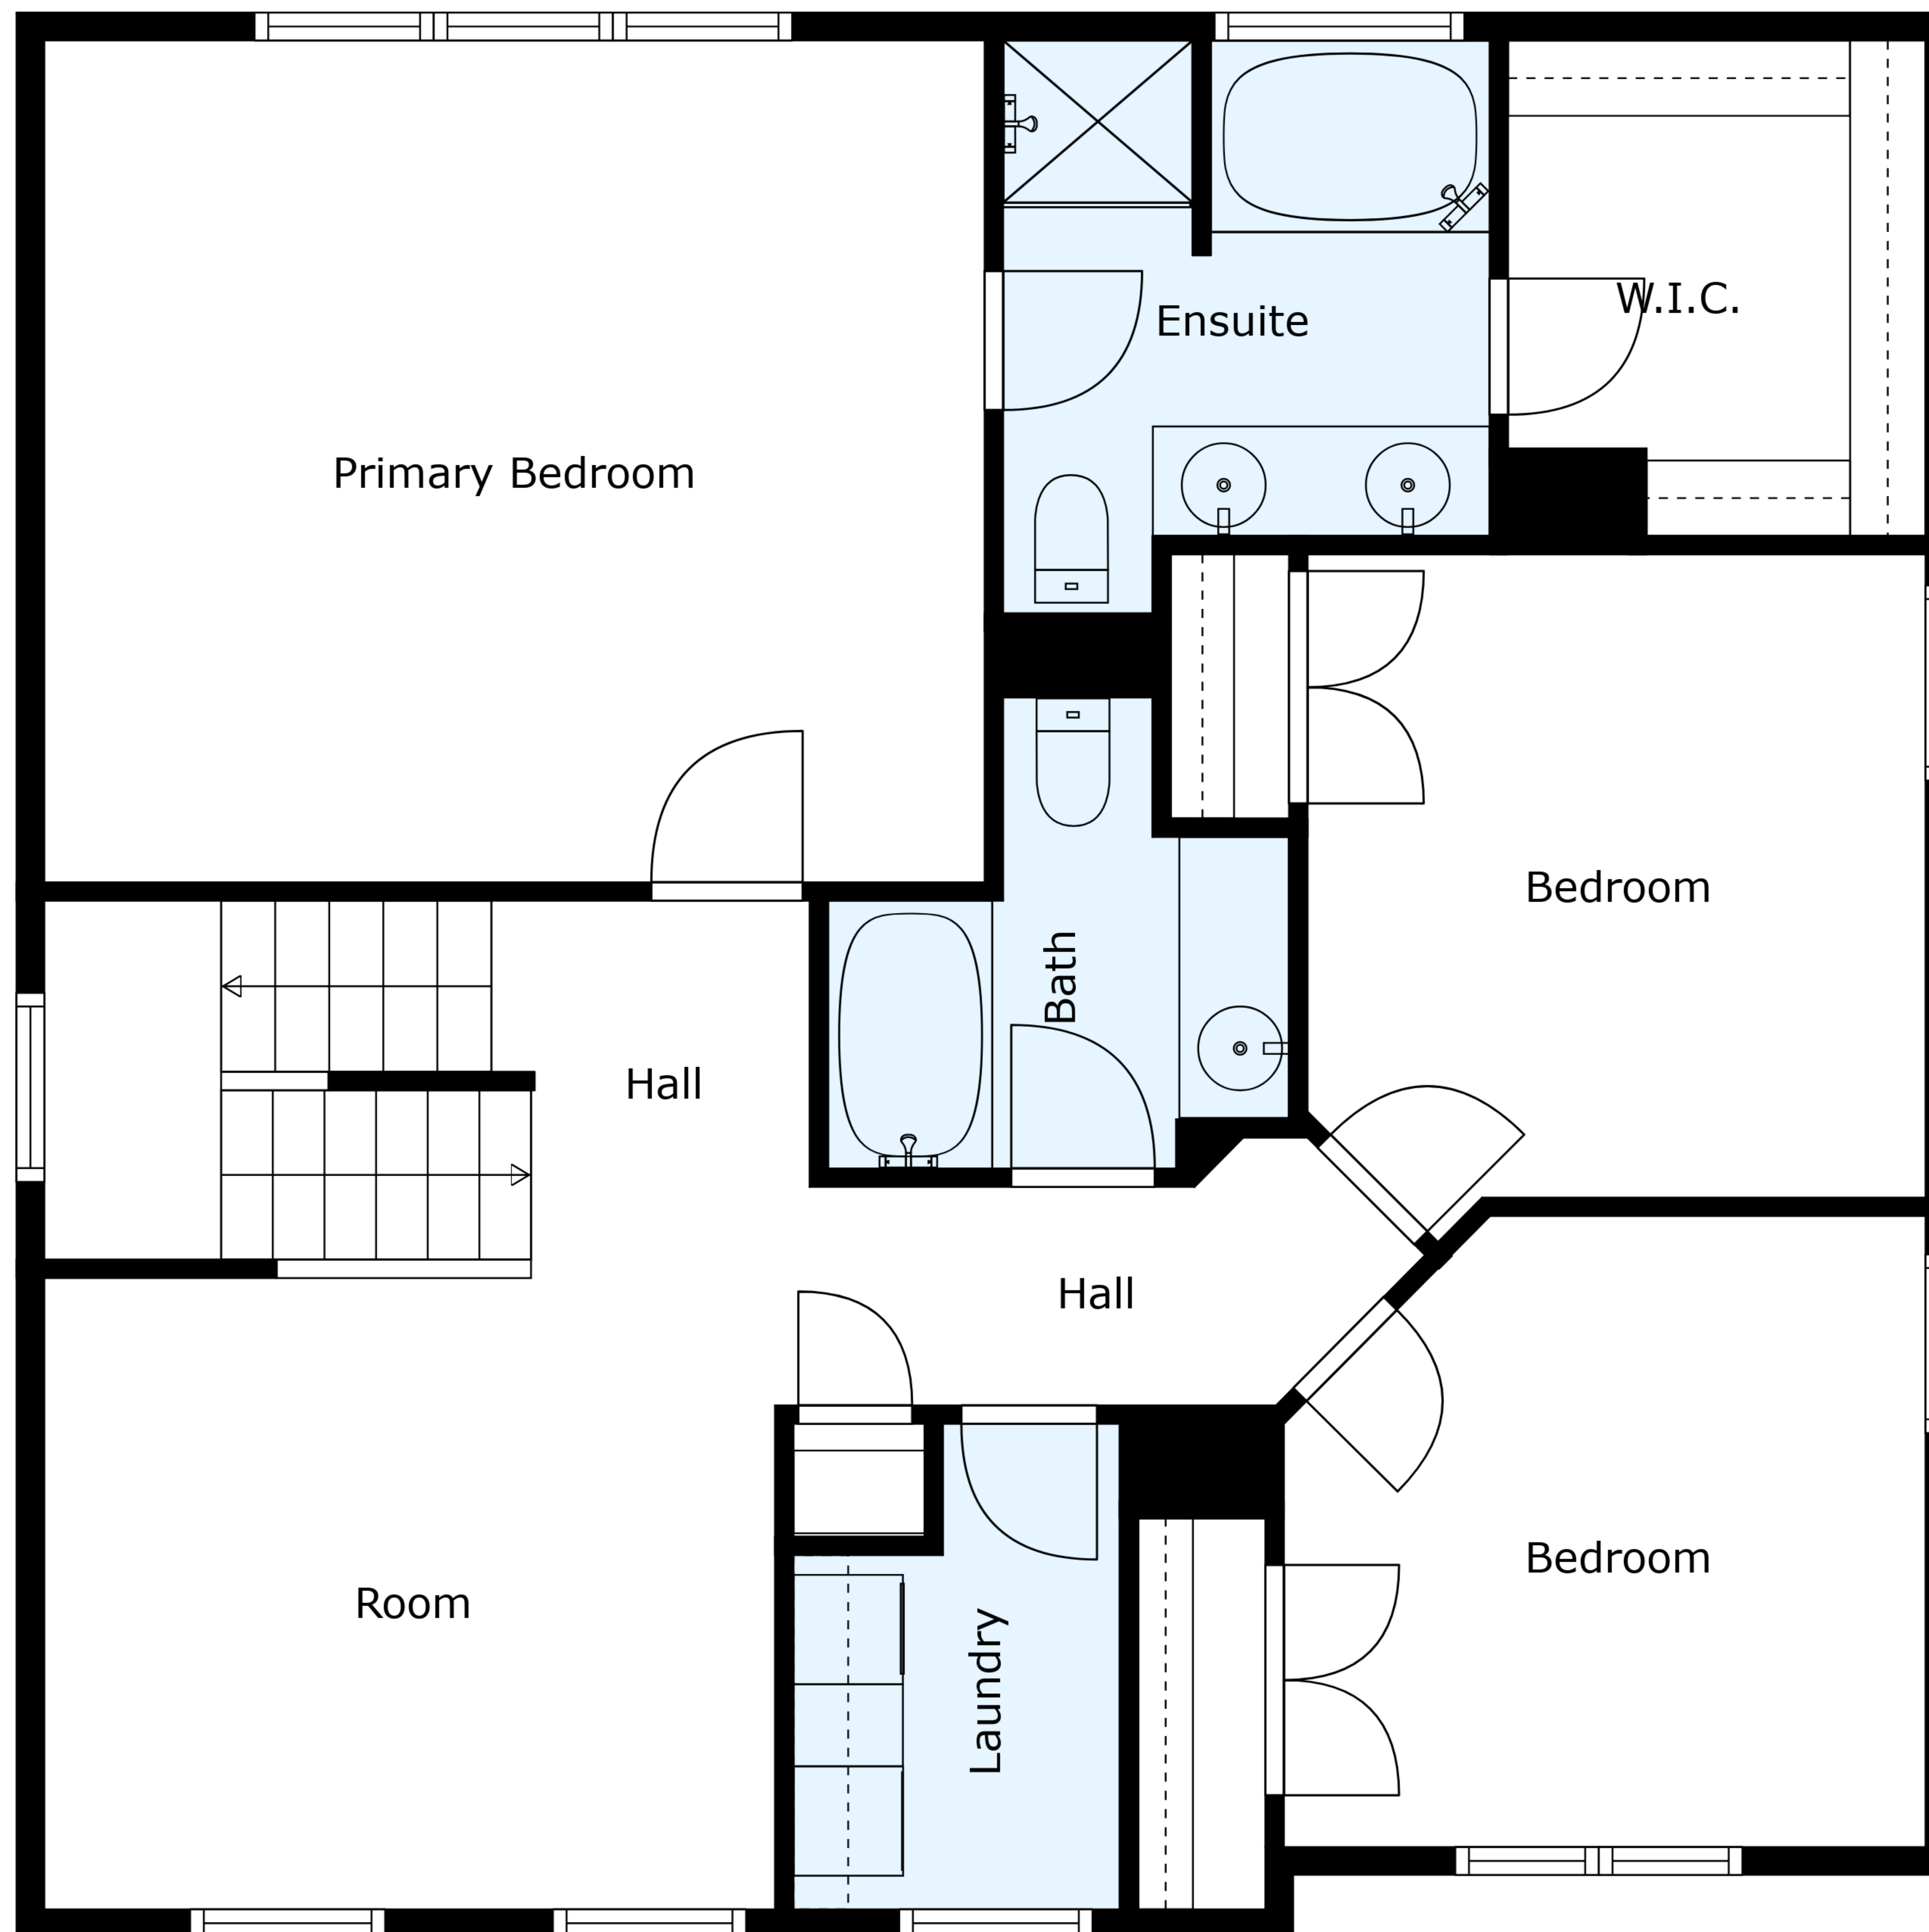 W.I.C.
Ensuite
Primary Bedroom
Bedroom
Bath
Hall
Hall
Bedroom
Room
Laundry